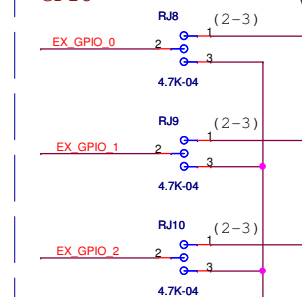 RJ8 (2-3)
1
EX_GPIO_0 2
3
4.7K-04
RJ9 (2-3)
1
EX_GPIO_1 2
3
4.7K-04
RJ10 (2-3)
1
EX_GPIO_2 2
3
4.7K-04